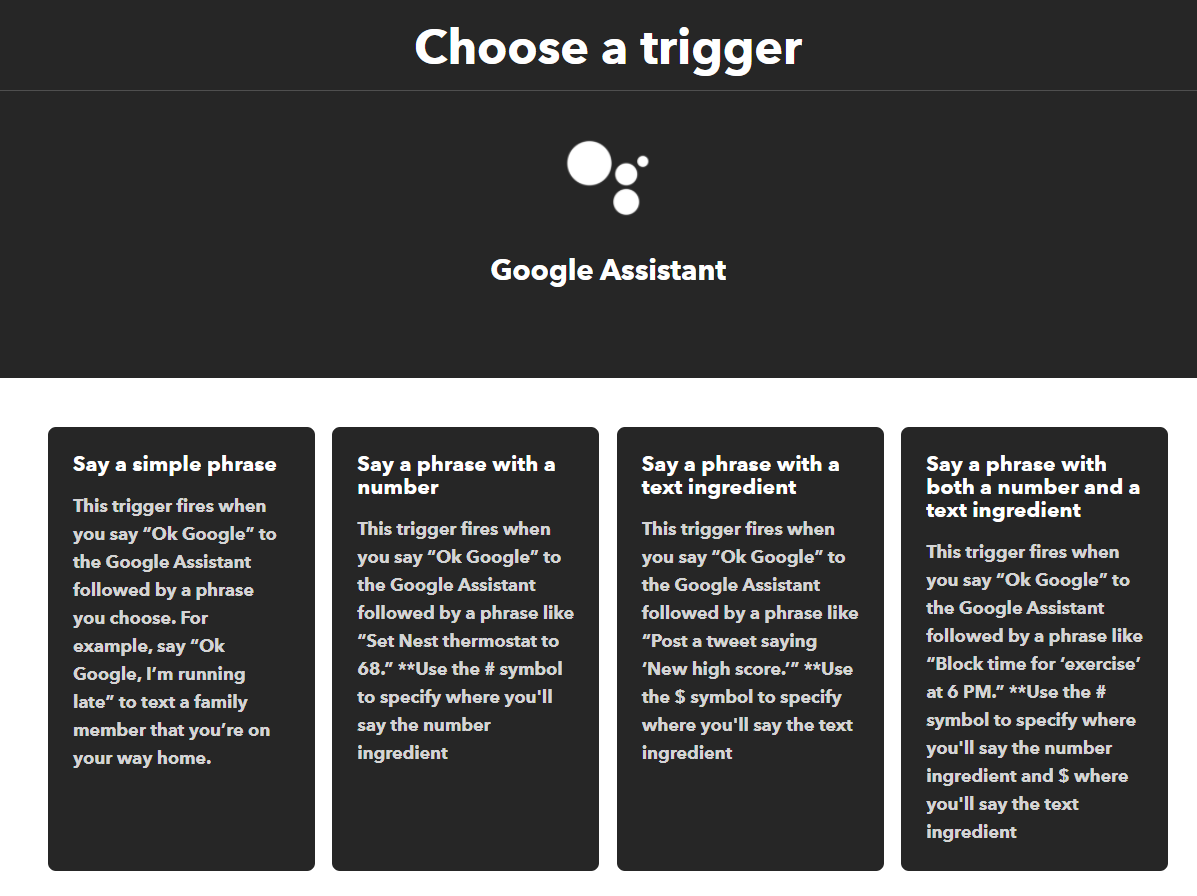 Choose a trigger
Google Assistant
Say a simple phrase
This trigger fires when
you say “Ok Google” to
the Google Assistant
followed by a phrase
you choose. For
example, say “Ok
Google, I’m running
late” to text a family
member that you’re on
your way home.
Say a phrase with a
number
This trigger fires when
you say “Ok Google” to
the Google Assistant
followed by a phrase like
“Set Nest thermostat to
68.” **Use the # symbol
to specify where you'll
say the number
ingredient
Say a phrase with a
text ingredient
This trigger fires when
you say “Ok Google” to
the Google Assistant
followed by a phrase like
“Post a tweet saying
‘New high score.’” **Use
the $ symbol to specify
where you'll say the text
ingredient
Say a phrase with
both a number and a
text ingredient
This trigger fires when
you say “Ok Google” to
the Google Assistant
followed by a phrase like
“Block time for ‘exercise’
at 6 PM.” **Use the #
symbol to specify where
you'll say the number
ingredient and $ where
you'll say the text
ingredient